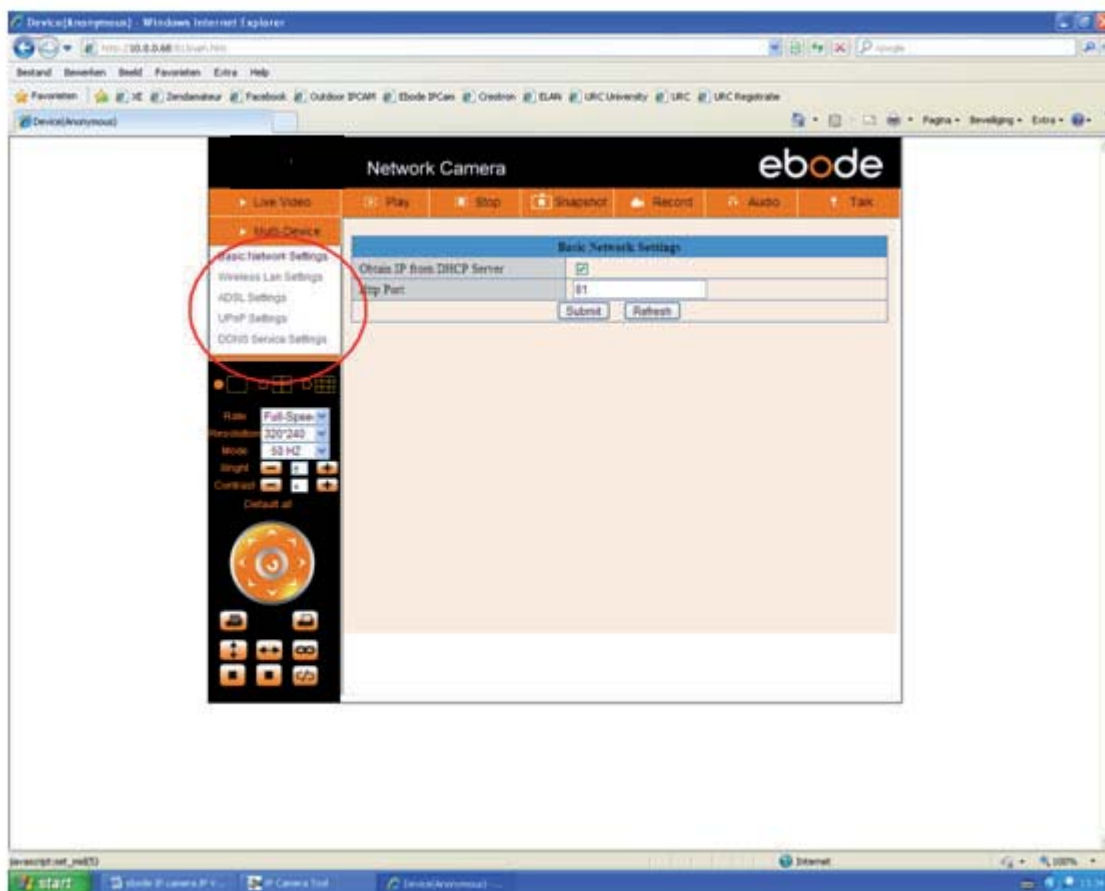 Device(Anonymous) - Windows Internet Explorer
Bestand Bewerken Beeld Favorieten Extra Help
Favorieten XE Zendamateur Facebook Outdoor IPCAM Ebode IPCam Crestron ELAN URC University URC URC Registratie
Device(Anonymous)
Pagina Beveiliging Extra
Network Camera
ebode
Live Video Play Stop Snapshot Record Audio Talk
Multi-Device
Basic Network Settings
Wireless Lan Settings
ADSL Settings
UPnP Settings
DDNS Service Settings
Basic Network Settings
Obtain IP from DHCP Server
Http Port 81
Submit Refresh
Rate Full-Spee
Resolution 320*240
Mode 50 HZ
Bright
Contrast
Default all
Internet 100%
start IP Camera Tool Device(Anonymous)